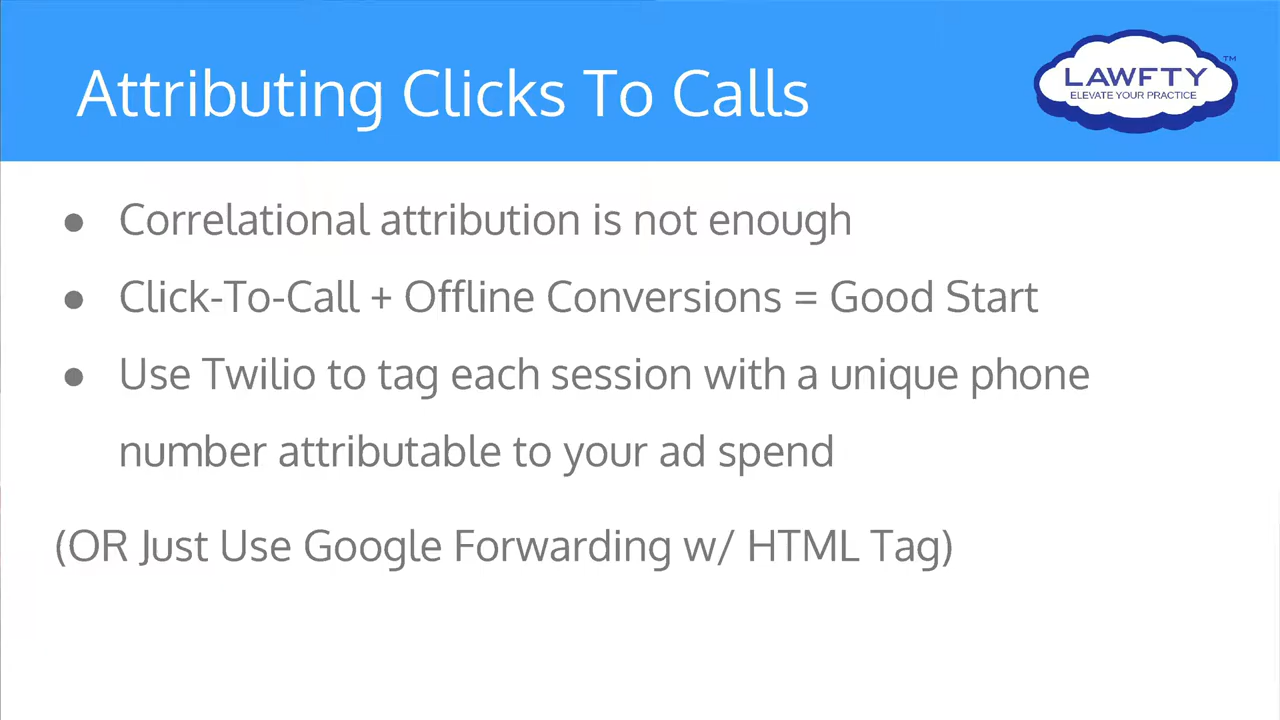 Attributing Clicks To Calls
LAWFTY™
ELEVATE YOUR PRACTICE
● Correlational attribution is not enough
● Click-To-Call + Offline Conversions = Good Start
● Use Twilio to tag each session with a unique phone
number attributable to your ad spend
(OR Just Use Google Forwarding w/ HTML Tag)